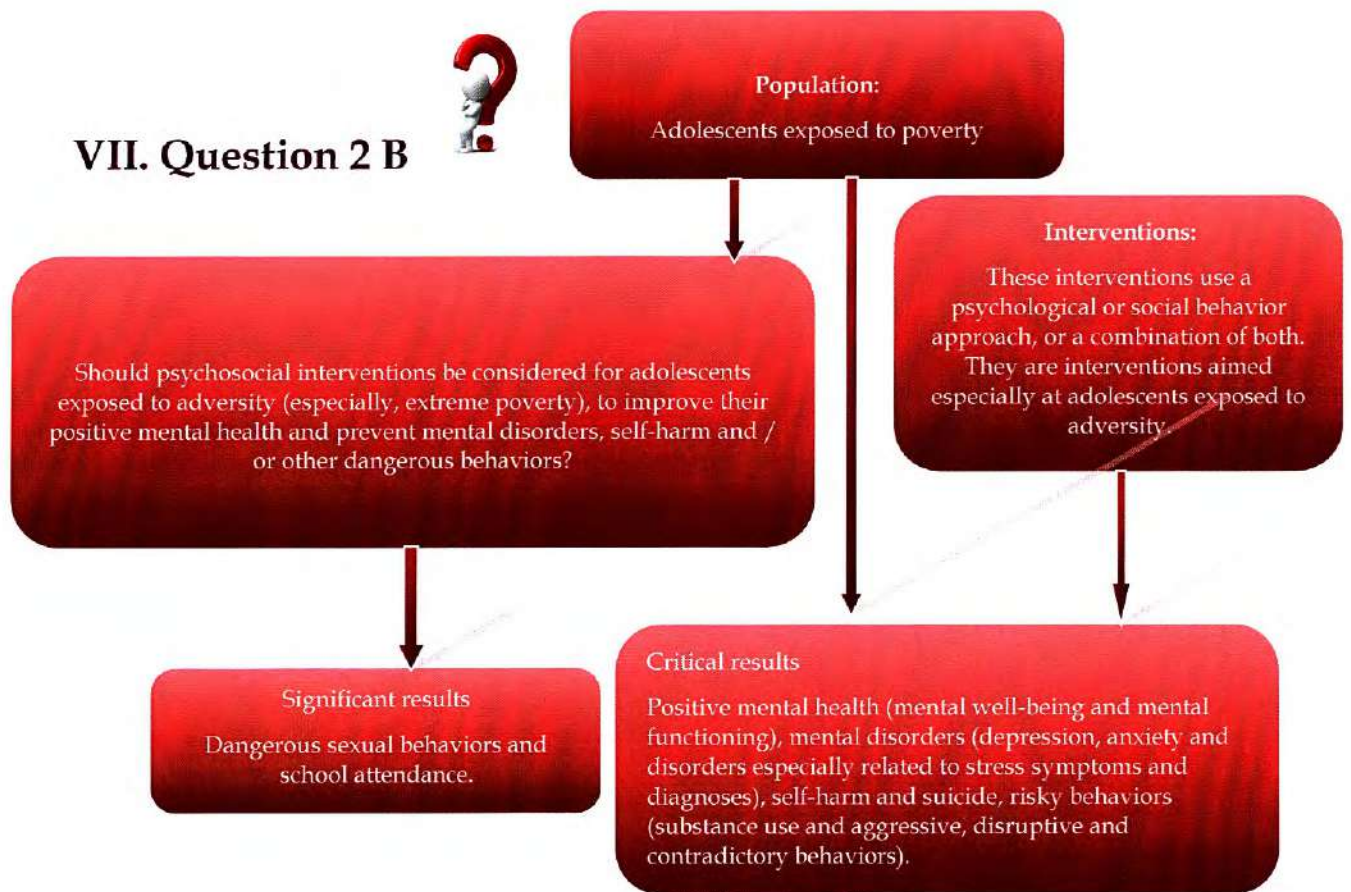 VII. Question 2 B
Population:
Adolescents exposed to poverty
Interventions:
These interventions use a
psychological or social behavior
approach, or a combination of both.
They are interventions aimed
especially at adolescents exposed to
adversity.
Should psychosocial interventions be considered for adolescents
exposed to adversity (especially, extreme poverty), to improve their
positive mental health and prevent mental disorders, self-harm and /
or other dangerous behaviors?
Significant results
Dangerous sexual behaviors and
school attendance.
Critical results
Positive mental health (mental well-being and mental
functioning), mental disorders (depression, anxiety and
disorders especially related to stress symptoms and
diagnoses), self-harm and suicide, risky behaviors
(substance use and aggressive, disruptive and
contradictory behaviors).